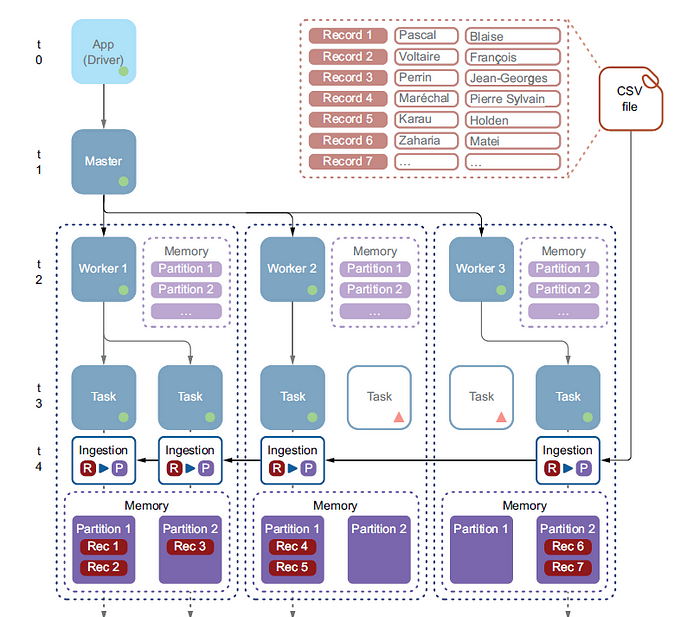 t
0
App
(Driver)
Record 1 Pascal Blaise
Record 2 Voltaire François
Record 3 Perrin Jean-Georges
Record 4 Maréchal Pierre Sylvain
Record 5 Karau Holden
Record 6 Zaharia Matei
Record 7 ... ...
CSV
file
t
1
Master
t
2
Worker 1
Memory
Partition 1
Partition 2
...
Worker 2
Memory
Partition 1
Partition 2
...
Worker 3
Memory
Partition 1
Partition 2
...
t
3
Task Task Task Task Task Task
t
4
Ingestion Ingestion Ingestion Ingestion
R P R P R P R P
Memory
Partition 1 Partition 2
Rec 1 Rec 3
Rec 2
Memory
Partition 1 Partition 2
Rec 4
Rec 5
Memory
Partition 1 Partition 2
Rec 6
Rec 7